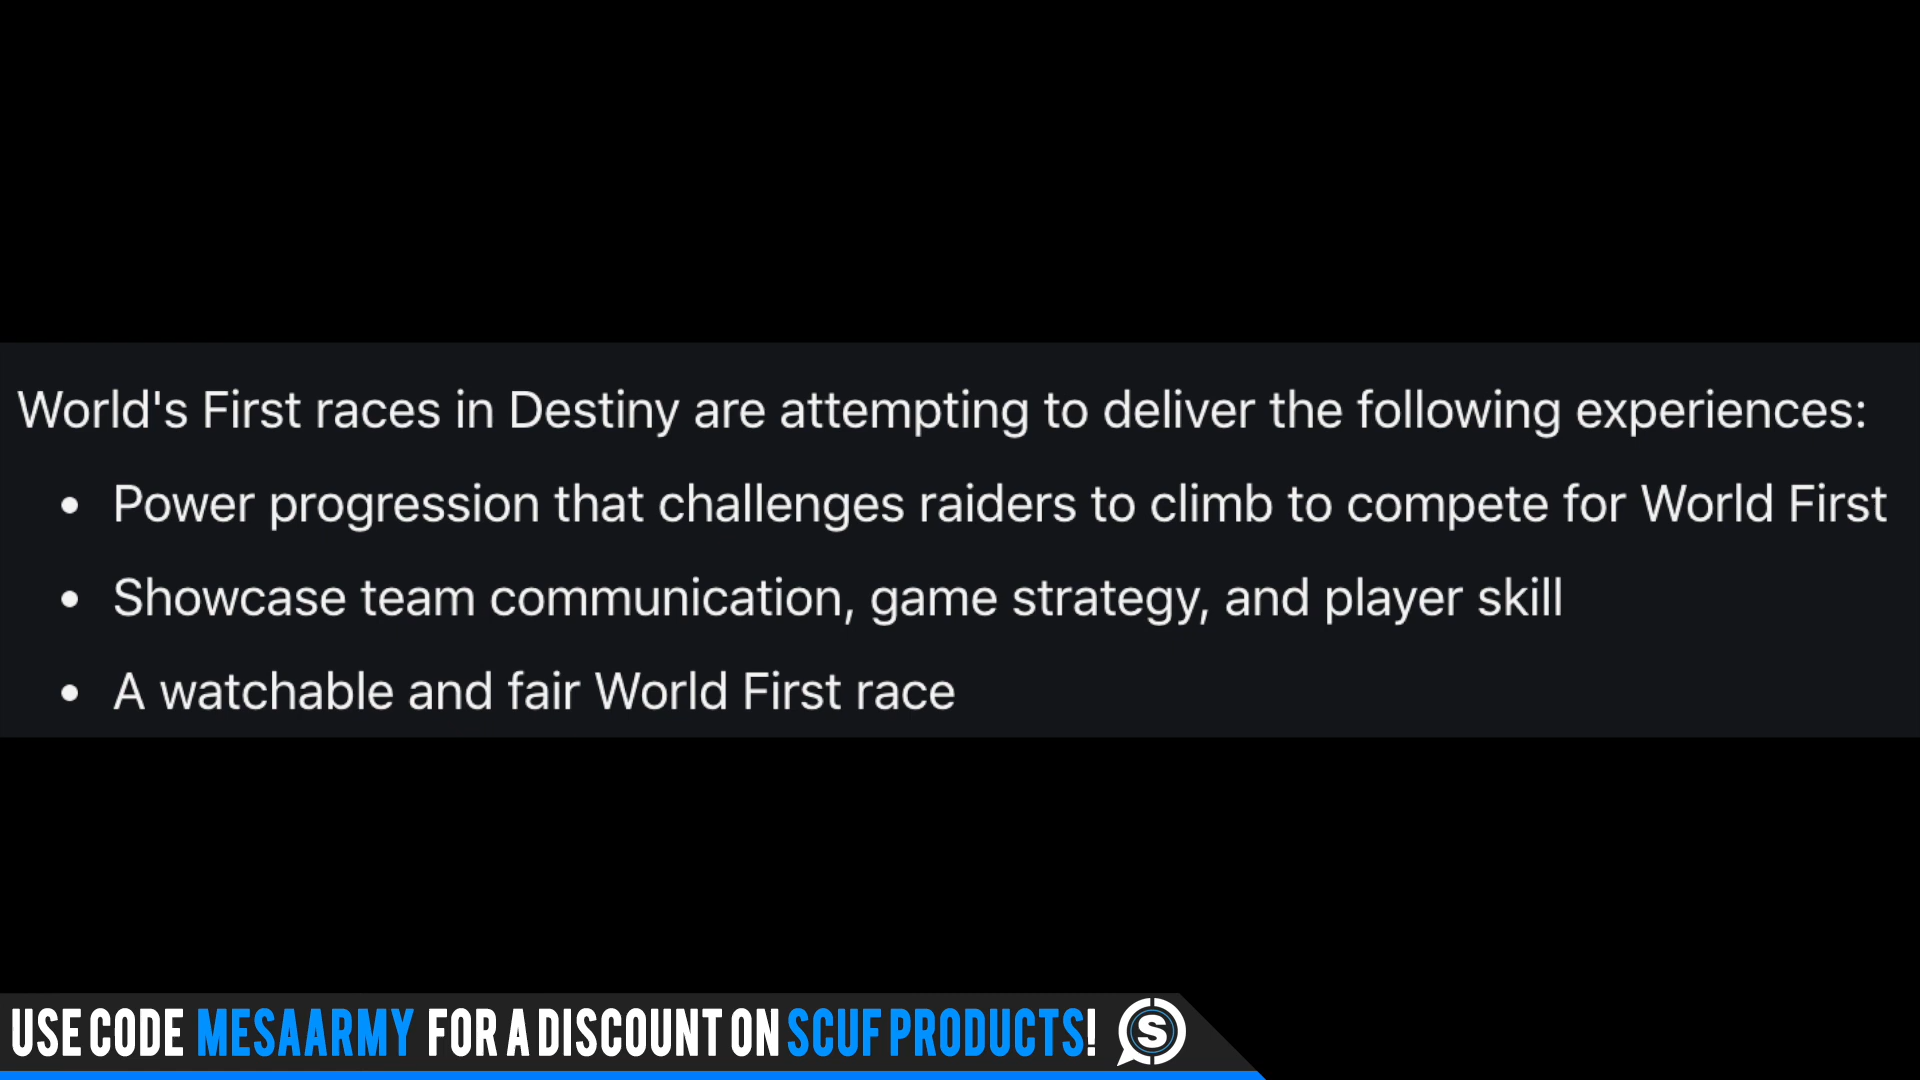 World's First races in Destiny are attempting to deliver the following experiences:
• Power progression that challenges raiders to climb to compete for World First
• Showcase team communication, game strategy, and player skill
• A watchable and fair World First race
USE CODE MESAARMY FOR A DISCOUNT ON SCUF PRODUCTS! S